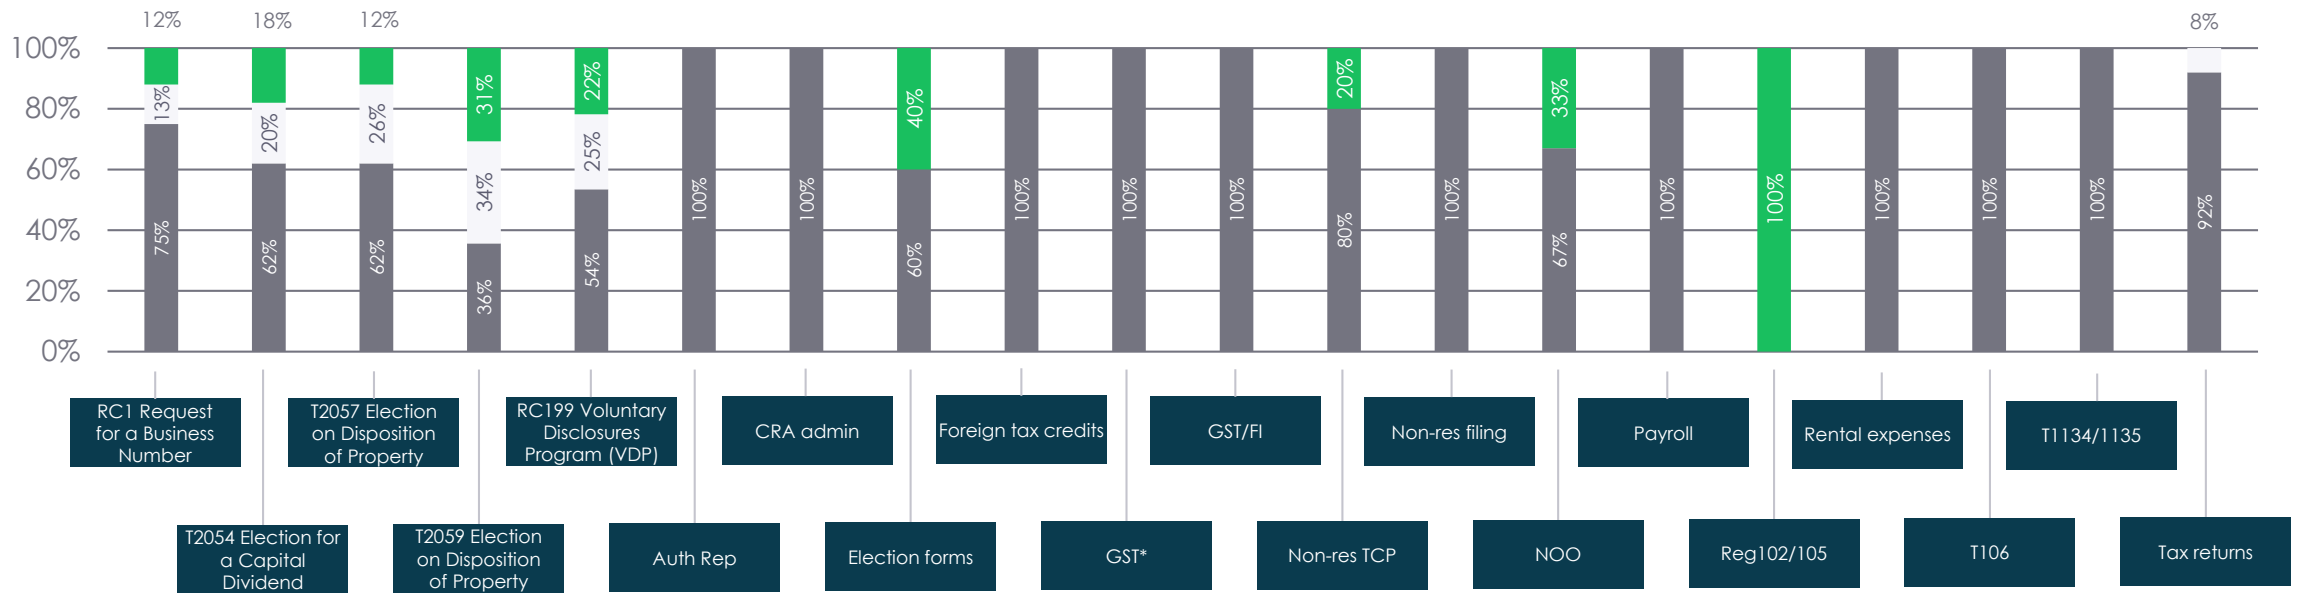 12%
18%
12%
8%
100%
80%
60%
40%
20%
0%
13%
75%
20%
62%
26%
62%
31%
34%
36%
22%
25%
54%
100%
100%
40%
60%
100%
100%
100%
20%
80%
100%
33%
67%
100%
100%
100%
100%
100%
92%
RC1 Request
for a Business
Number
T2057 Election
on Disposition
of Property
RC199 Voluntary
Disclosures
Program (VDP)
CRA admin
Foreign tax credits
GST/FI
Non-res filing
Payroll
Rental expenses
T1134/1135
T2054 Election for
a Capital
Dividend
T2059 Election
on Disposition
of Property
Auth Rep
Election forms
GST*
Non-res TCP
NOO
Reg102/105
T106
Tax returns